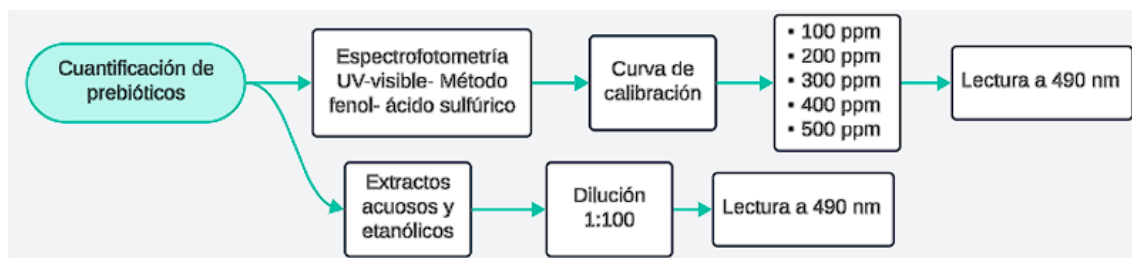 Cuantificación de
prebióticos
Espectrofotometría
UV-visible- Método
fenol- ácido sulfúrico
Curva de
calibración
• 100 ppm
• 200 ppm
• 300 ppm
• 400 ppm
• 500 ppm
Lectura a 490 nm
Extractos
acuosos y
etanólicos
Dilución
1:100
Lectura a 490 nm